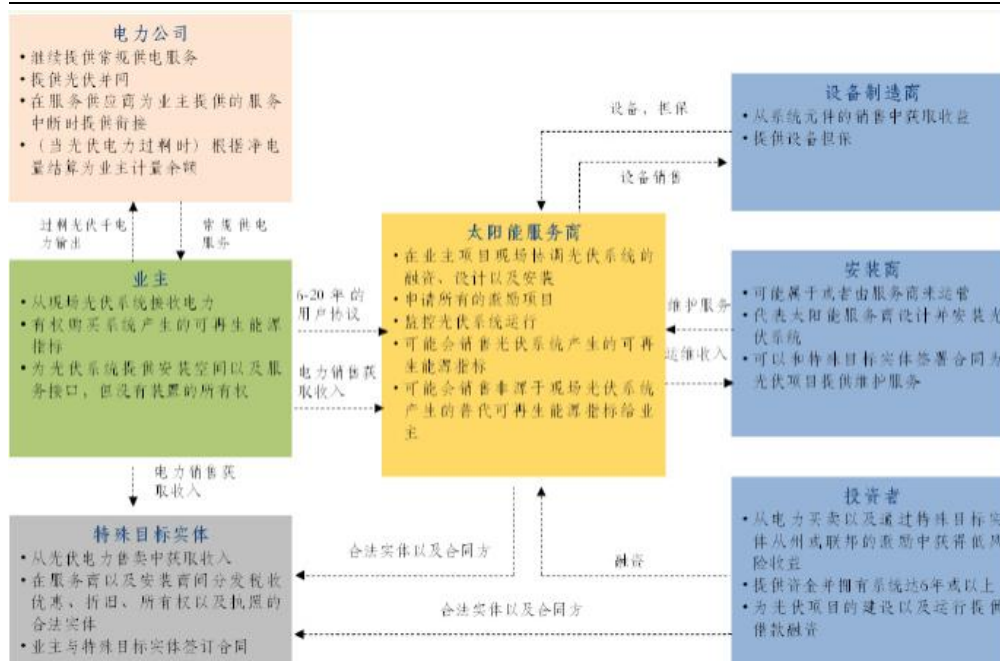 电力公司
• 继续提供常规供电服务
• 提供光伏并网
• 在服务供应商为业主提供的服务
中断时提供衔接
• （当光伏电力过剩时）根据净电
量结算为业主计量余额
设备制造商
• 从系统元件的销售中获取收益
• 提供设备担保
设备，担保
设备销售
过剩光伏千电
力输出
常规供电
服务
业主
• 从现场光伏系统接收电力
• 有权购买系统产生的可再生能源
指标
• 为光伏系统提供安装空间以及服
务接口，但没有装置的所有权
6-20 年的
用户协议
电力销售获
取收入
太阳能服务商
• 在业主项目现场协调光伏系统的
融资、设计以及安装
• 申请所有的激励项目
• 监控光伏系统运行
• 可能会销售光伏系统产生的可再
生能源指标
• 可能会销售非源于现场光伏系统
产生的替代可再生能源指标给业
主
维护服务
运维收入
安装商
• 可能属于或者由服务商来运管
• 代表太阳能服务商设计并安装光
伏系统
• 可以和特殊目标实体签署合同为
光伏项目提供维护服务
电力销售获
取收入
特殊目标实体
• 从光伏电力售卖中获取收入
• 在服务商以及安装商间分发税收
优惠、折旧、所有权以及执照的
合法实体
• 业主与特殊目标实体签订合同
合法实体以及合同方
融资
合法实体以及合同方
投资者
• 从电力买卖以及通过特殊目标实
体从州或联邦的激励中获得低风
险收益
• 提供资金并拥有系统达6年或以上
• 为光伏项目的建设以及运行提供
借款融资